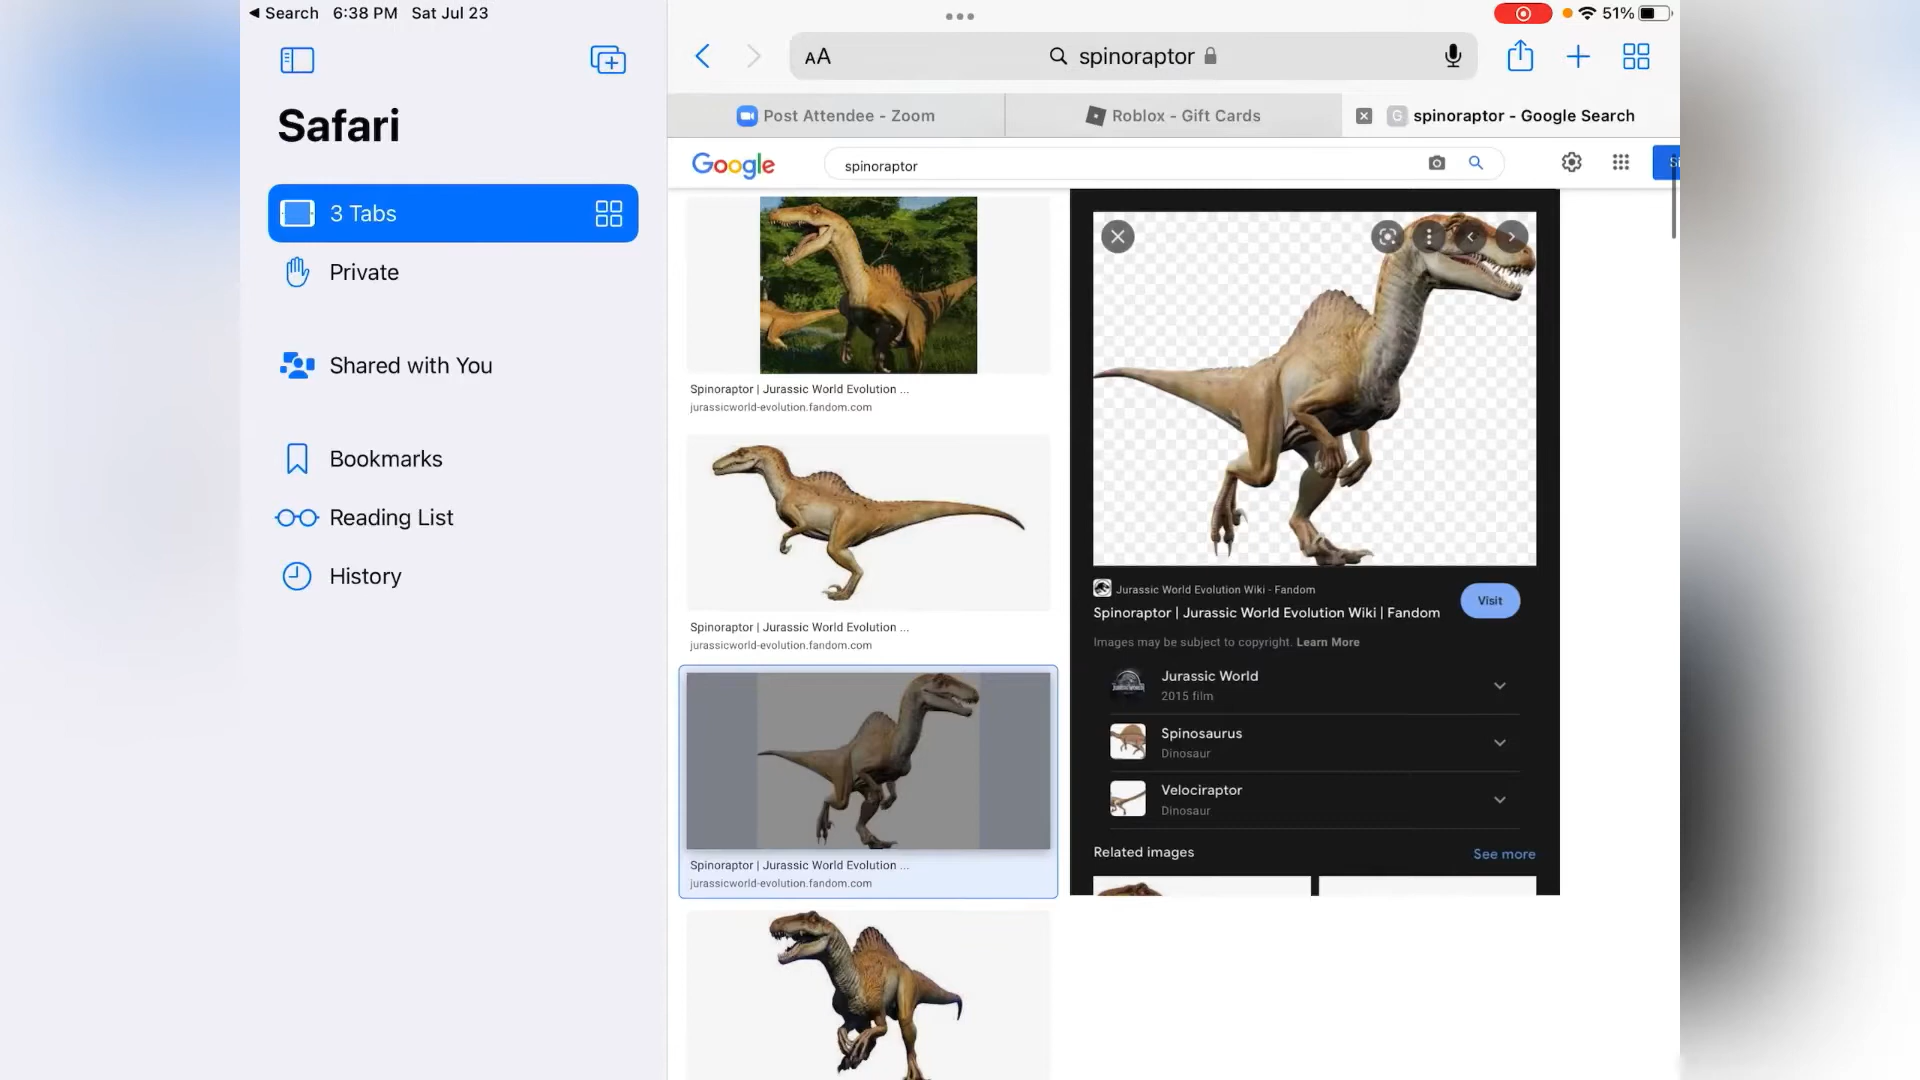 Search 6:38 PM Sat Jul 23
51%
Safari
3 Tabs
Private
Shared with You
Bookmarks
Reading List
History
AA
spinoraptor
Post Attendee - Zoom
Roblox - Gift Cards
G spinoraptor - Google Search
Google
spinoraptor
Spinoraptor | Jurassic World Evolution ...
jurassicworld-evolution.fandom.com
Spinoraptor | Jurassic World Evolution ...
jurassicworld-evolution.fandom.com
Spinoraptor | Jurassic World Evolution ...
jurassicworld-evolution.fandom.com
Jurassic World Evolution Wiki - Fandom
Spinoraptor | Jurassic World Evolution Wiki | Fandom
Visit
Images may be subject to copyright. Learn More
Jurassic World
2015 film
Spinosaurus
Dinosaur
Velociraptor
Dinosaur
Related images
See more